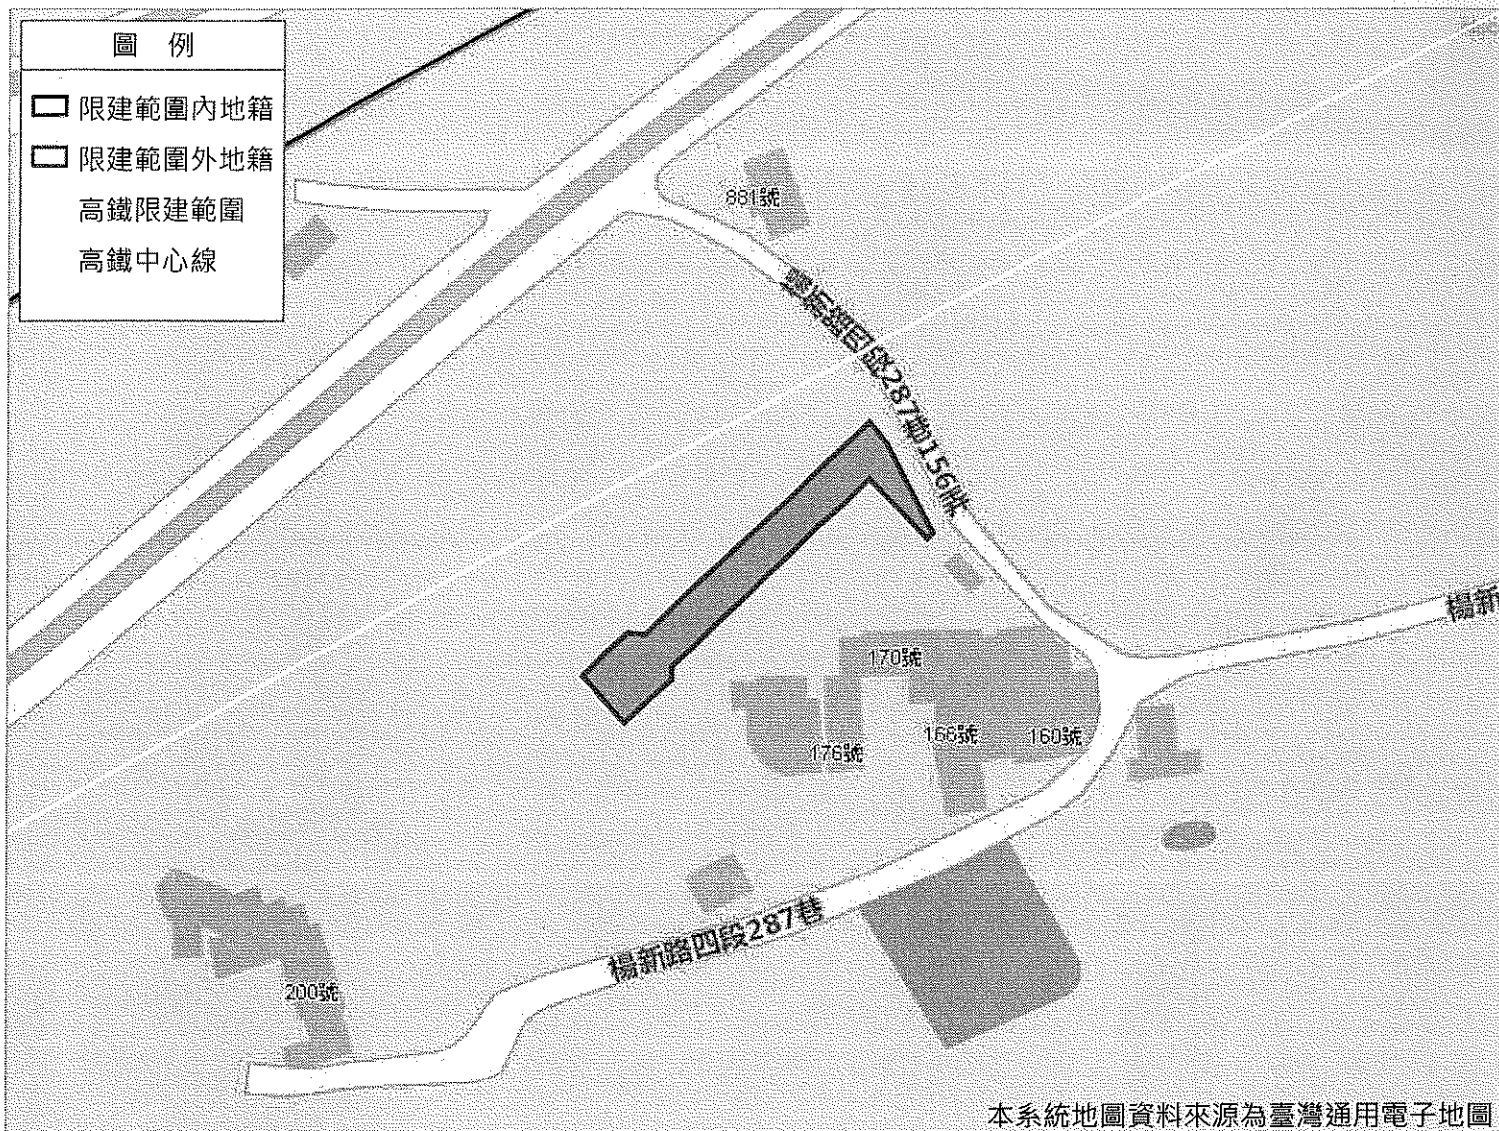 圖 例
限建範圍內地籍
限建範圍外地籍
高鐵限建範圍
高鐵中心線
881號
楊新路四段287巷156弄
170號
168號
160號
176號
楊新
楊新路四段287巷
200號
本系統地圖資料來源為臺灣通用電子地圖